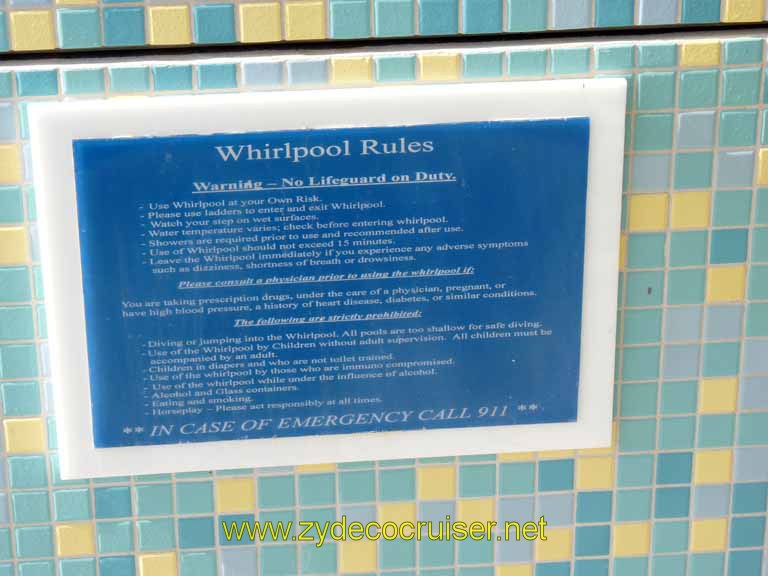 Whirlpool Rules
Warning – No Lifeguard on Duty.
- Use Whirlpool at your Own Risk.
- Please use ladders to enter and exit Whirlpool.
- Watch your step on wet surfaces.
- Water temperature varies; check before entering whirlpool.
- Showers are required prior to use and recommended after use.
- Use of Whirlpool should not exceed 15 minutes.
- Leave the Whirlpool immediately if you experience any adverse symptoms
such as dizziness, shortness of breath or drowsiness.
Please consult a physician prior to using the whirlpool if:
You are taking prescription drugs, under the care of a physician, pregnant, or
have high blood pressure, a history of heart disease, diabetes, or similar conditions.
The following are strictly prohibited:
- Diving or jumping into the Whirlpool. All pools are too shallow for safe diving.
- Use of the Whirlpool by Children without adult supervision. All children must be
accompanied by an adult.
- Children in diapers and who are not toilet trained.
- Use of the whirlpool by those who are immuno compromised.
- Use of the whirlpool while under the influence of alcohol.
- Alcohol and Glass containers.
- Eating and smoking.
- Horseplay – Please act responsibly at all times.
** IN CASE OF EMERGENCY CALL 911 **
www.zydecocruiser.net